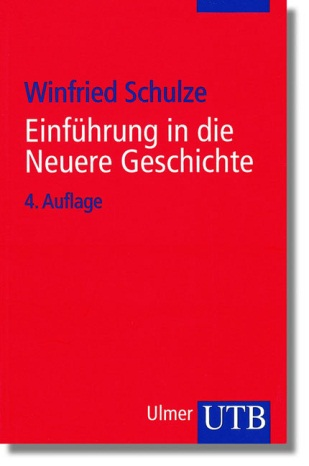 Winfried Schulze
Einführung in die
Neuere Geschichte
4. Auflage
Ulmer UTB